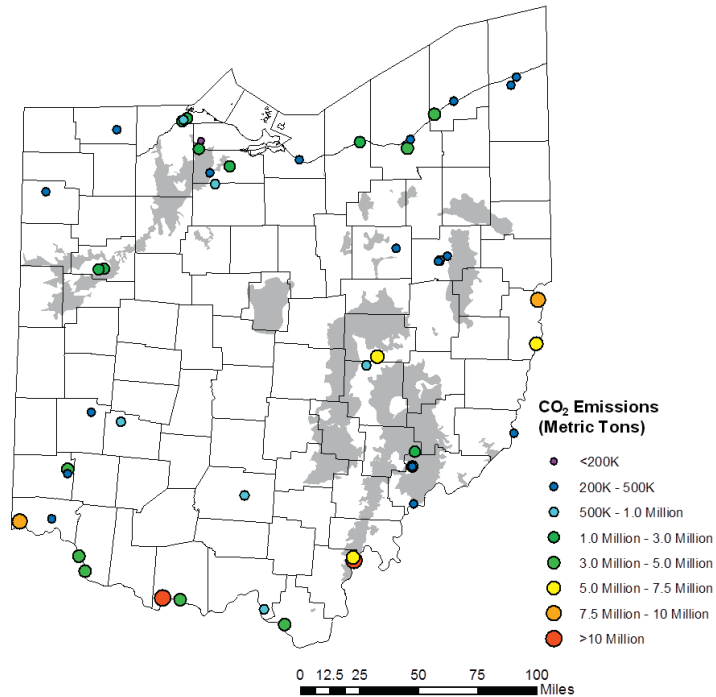 CO₂ Emissions
(Metric Tons)
<200K
200K - 500K
500K - 1.0 Million
1.0 Million - 3.0 Million
3.0 Million - 5.0 Million
5.0 Million - 7.5 Million
7.5 Million - 10 Million
>10 Million
0 12.5 25 50 75 100
Miles